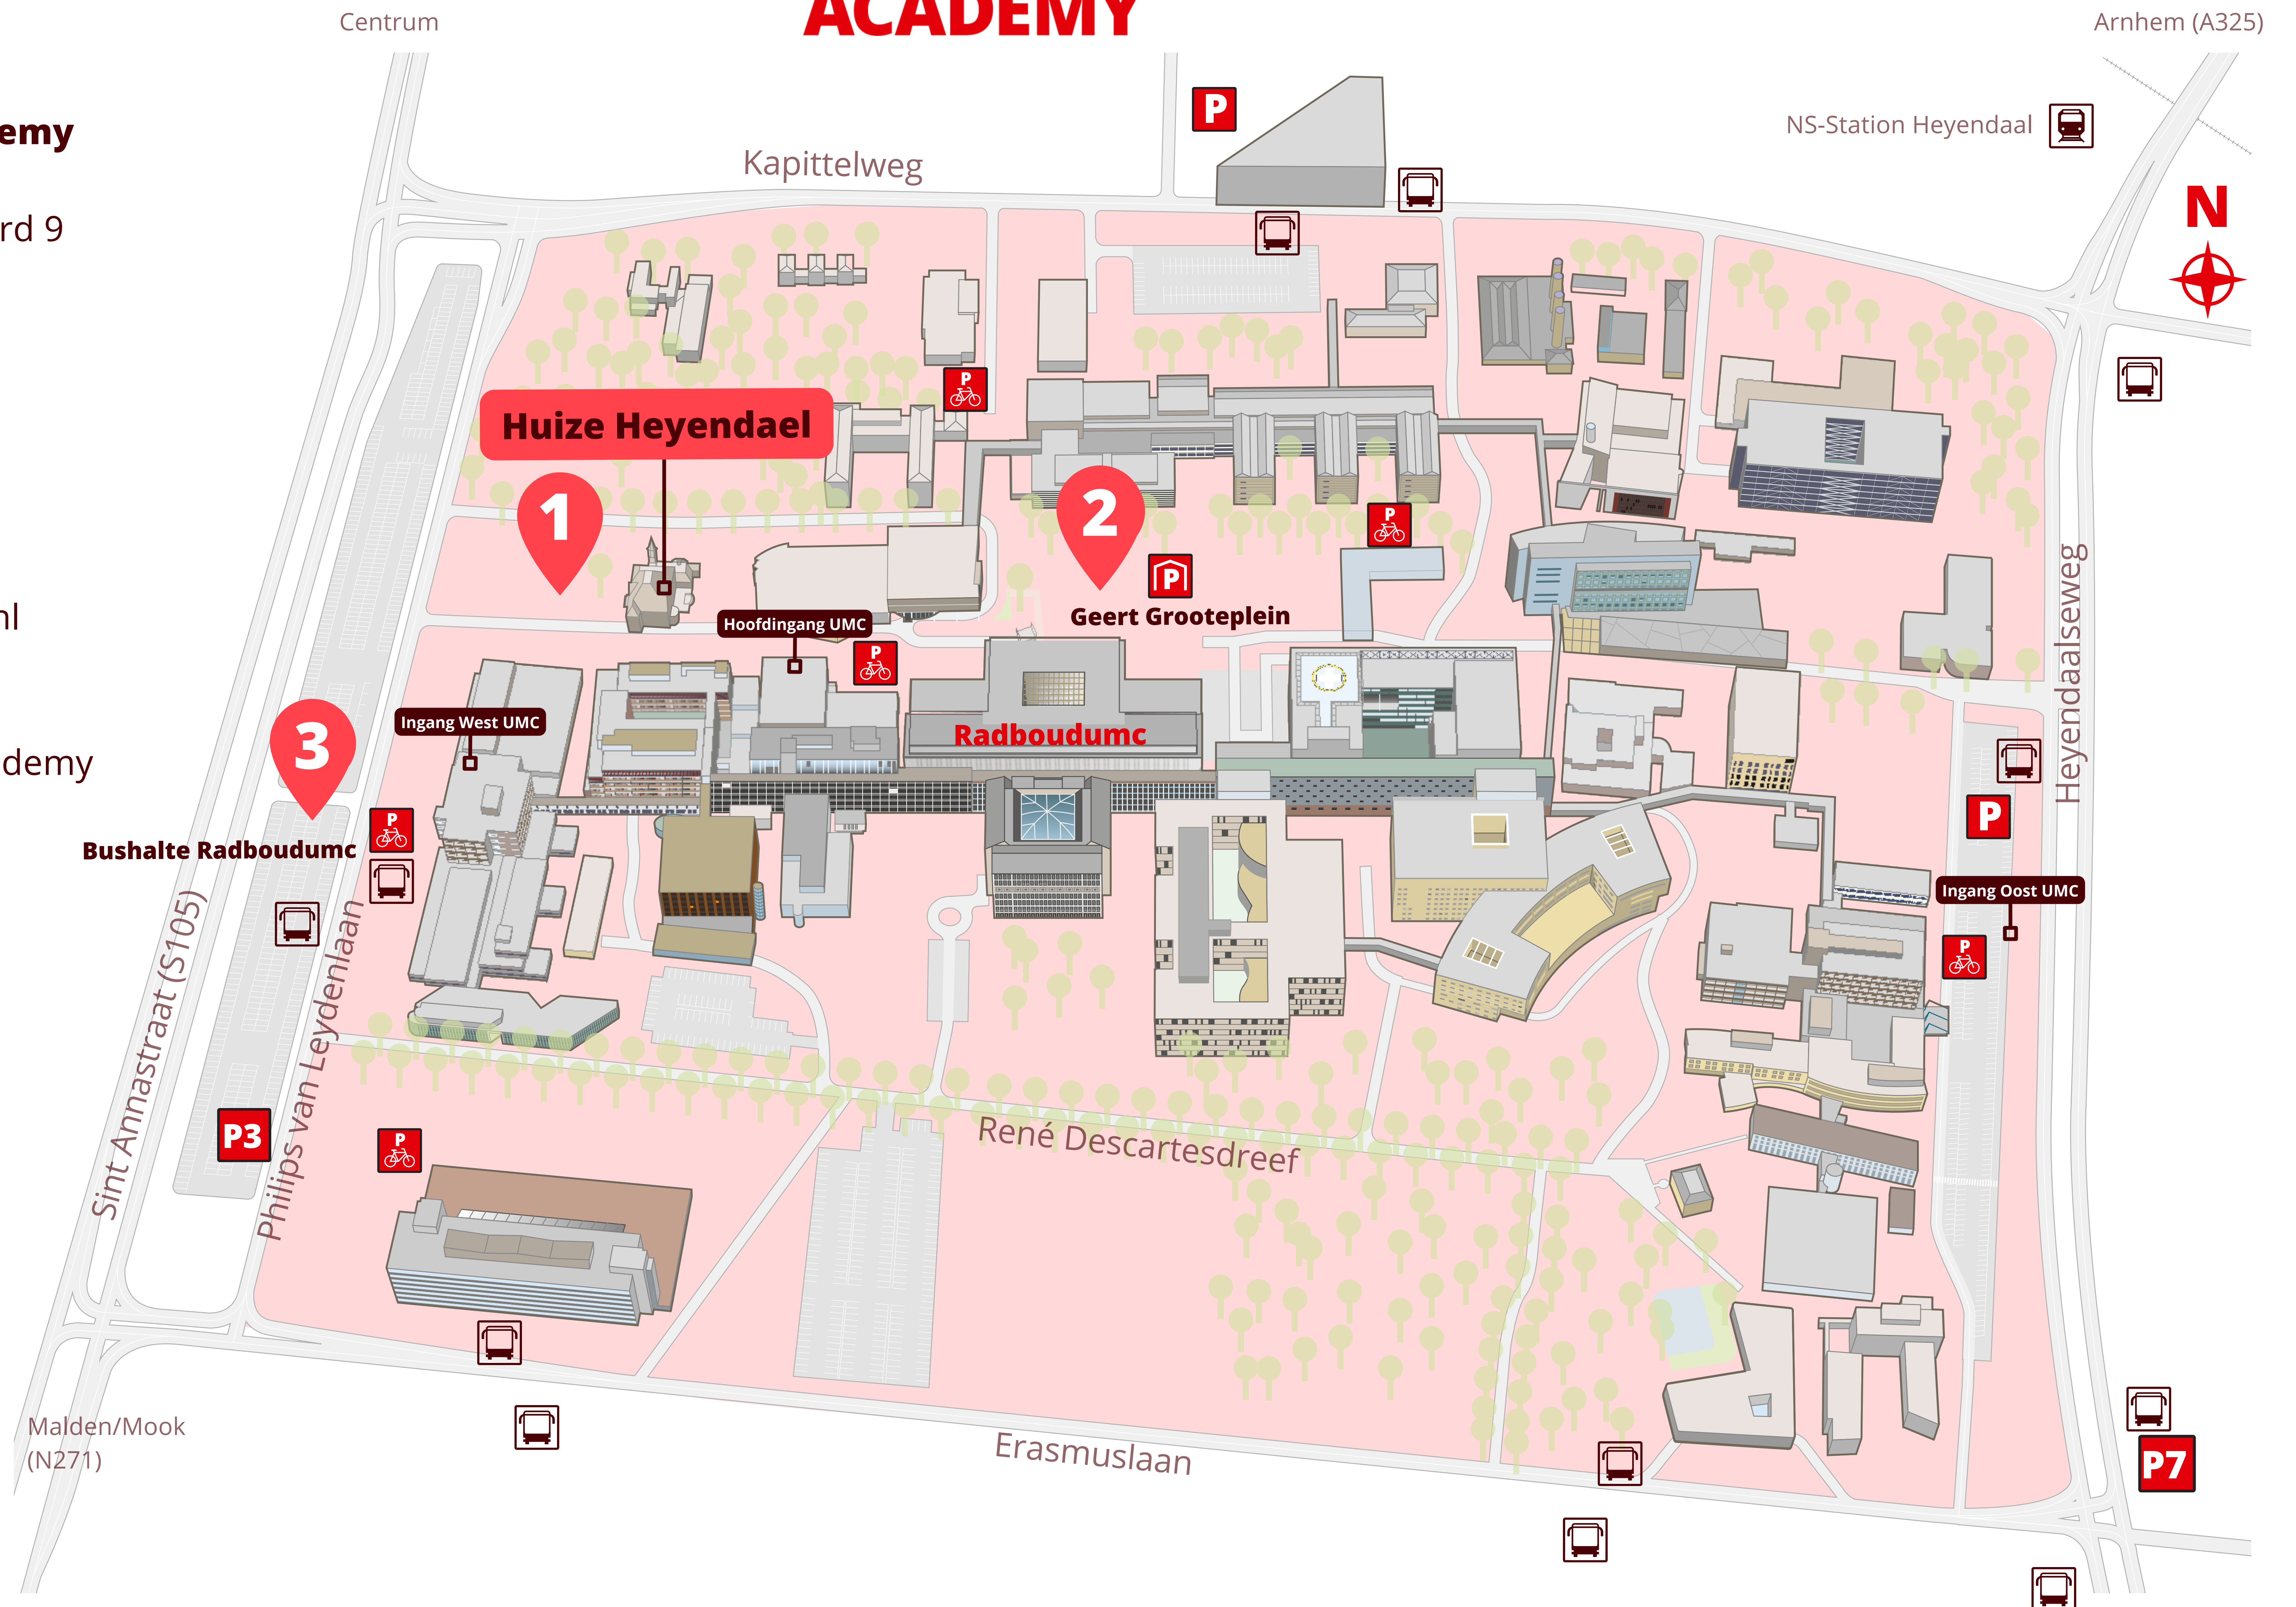 ACADEMY
Centrum
Arnhem (A325)
P
NS-Station Heyendaal
emy
Kapittelweg
N
rd 9
P
Huize Heyendael
1
2
P
P
Geert Grooteplein
nl
Hoofdingang UMC
P
Heyendaalseweg
Ingang West UMC
3
Radboudumc
demy
P
P
Bushalte Radboudumc
Ingang Oost UMC
P
Sint Annastraat (S105)
Philips van Leydenlaan
P3
P
René Descartesdreef
Malden/Mook
(N271)
Erasmuslaan
P7